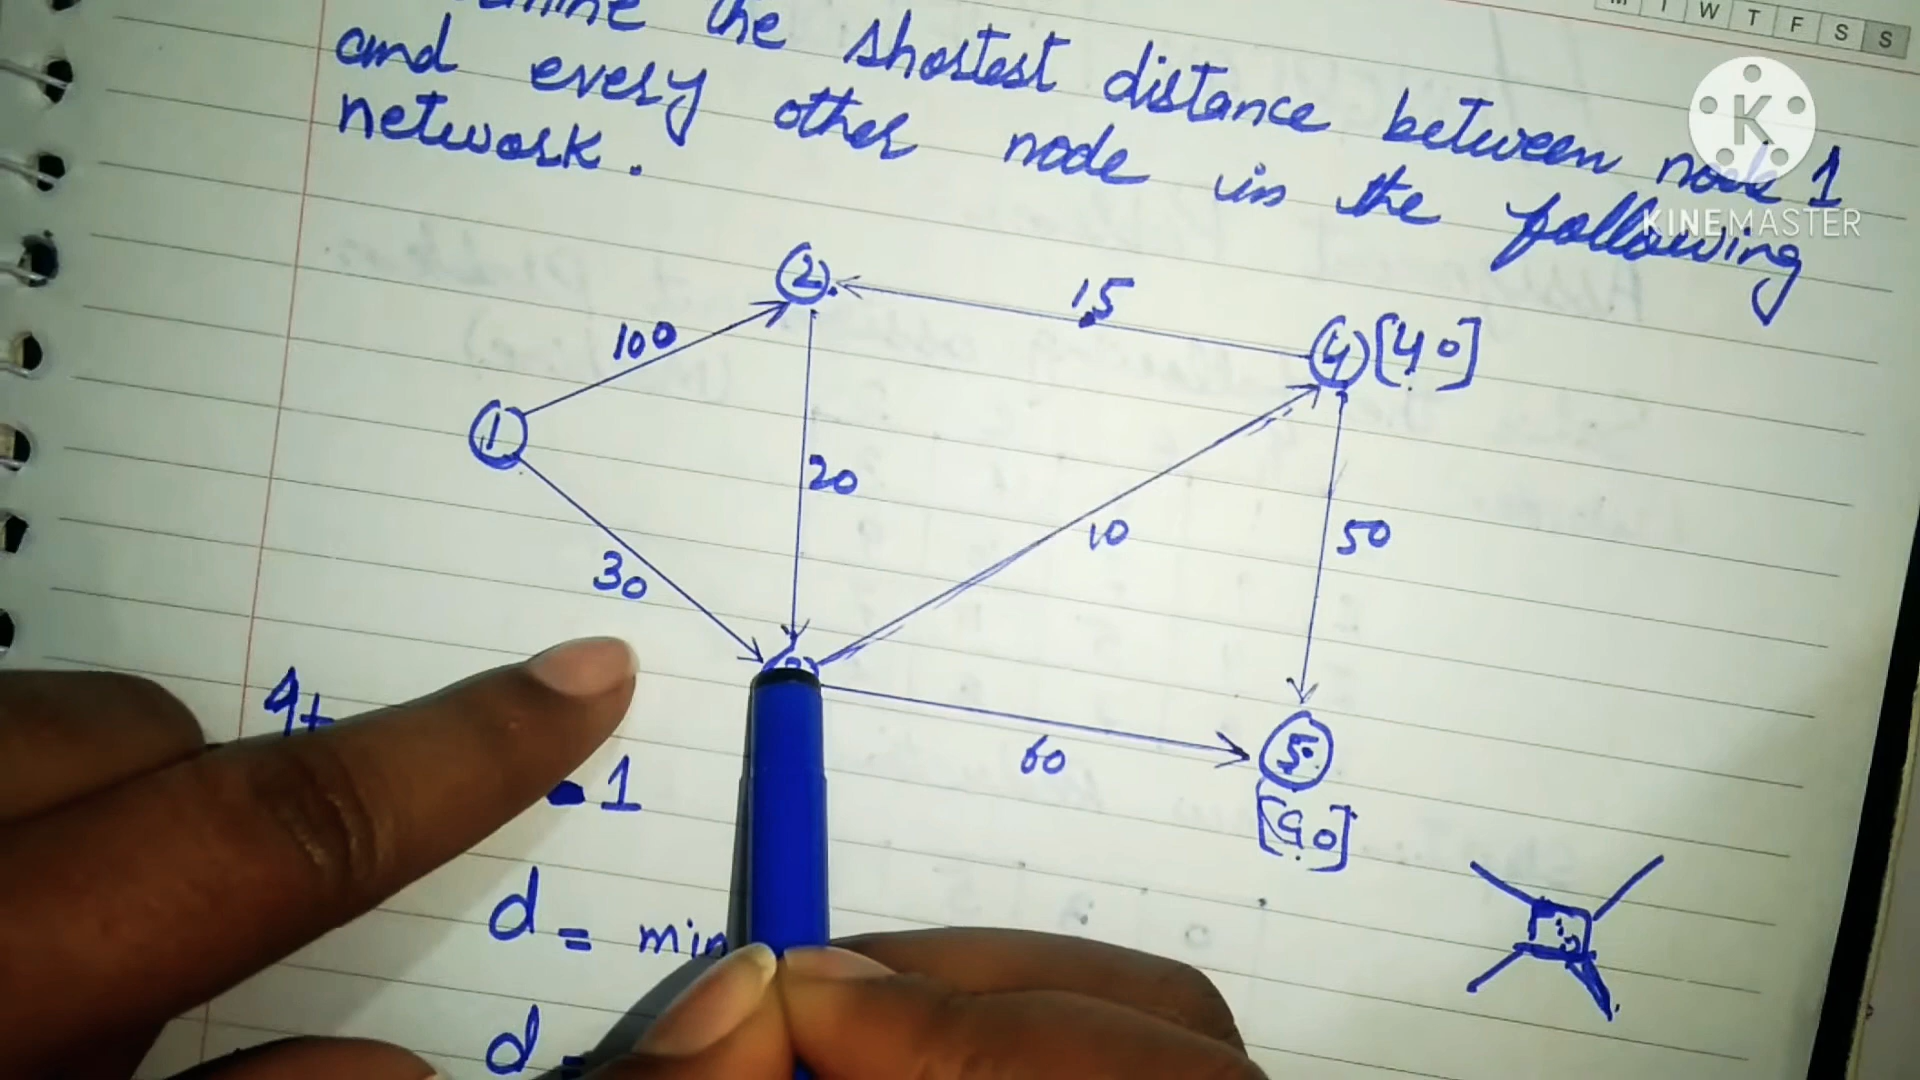 M T W T F S S
K
KINEMASTER
the shortest distance between node 1
and every other node in the following
network.
2
15
4 [40]
100
1
20
10
50
30
60
5
[90]
1
d = min
d =